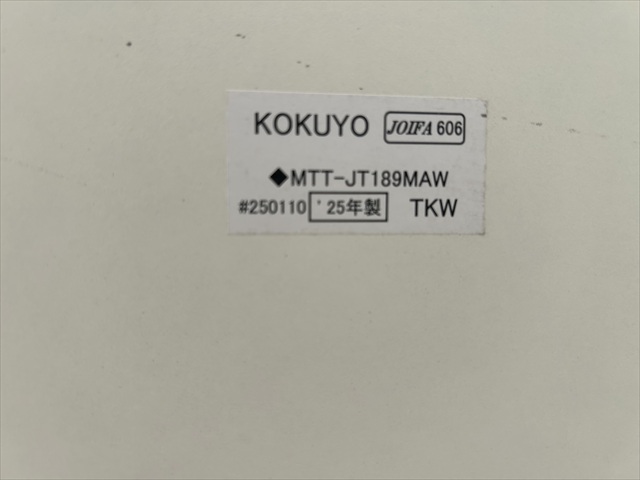 KOKUYO JOIFA 606
◆MTT-JT189MAW
#250110 '25年製 TKW